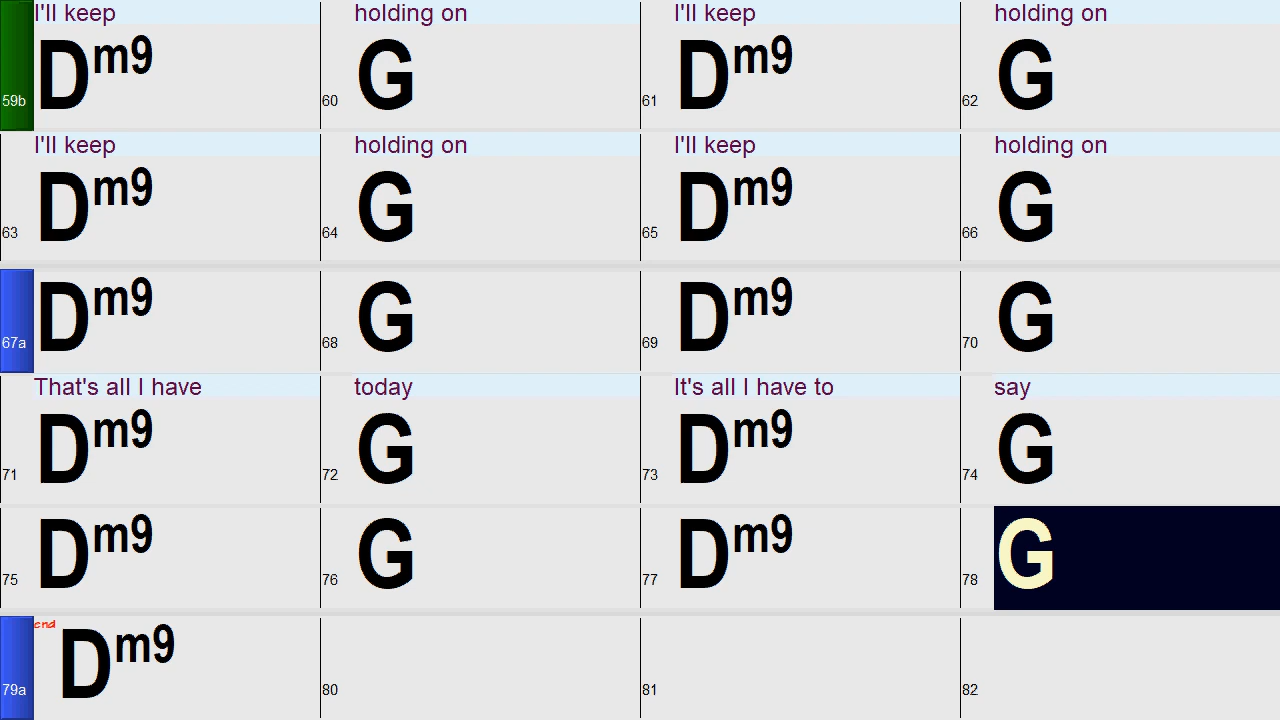 I'll keep holding on I'll keep holding on
59b Dm9 60 G 61 Dm9 62 G
I'll keep holding on I'll keep holding on
63 Dm9 64 G 65 Dm9 66 G
67a Dm9 68 G 69 Dm9 70 G
That's all I have today It's all I have to say
71 Dm9 72 G 73 Dm9 74 G
75 Dm9 76 G 77 Dm9 78 G
end
79a Dm9 80 81 82